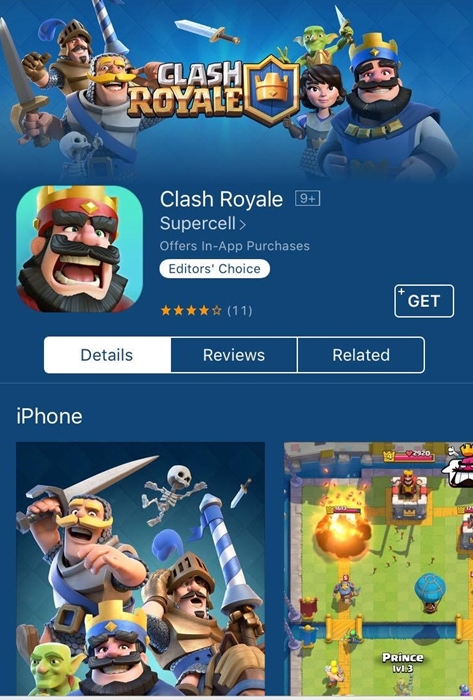 CLASH
ROYALE
Clash Royale 9+
Supercell >
Offers In-App Purchases
Editors' Choice
(11)
+ GET
Details
Reviews
Related
iPhone
2920
PRINCE
lvl.3